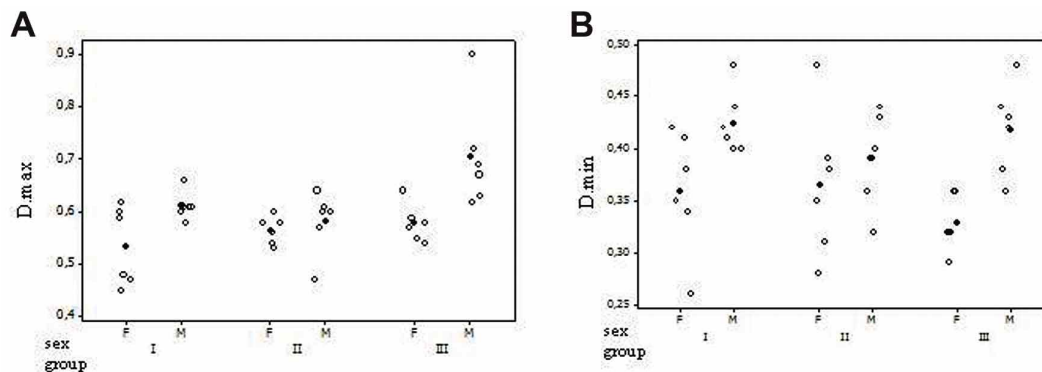 A
D.max
0,9
0,8
0,7
0,6
0,5
0,4
F M F M F M
sex
group
I II III
B
D.min
0,50
0,45
0,40
0,35
0,30
0,25
F M F M F M
sex
group
I II III